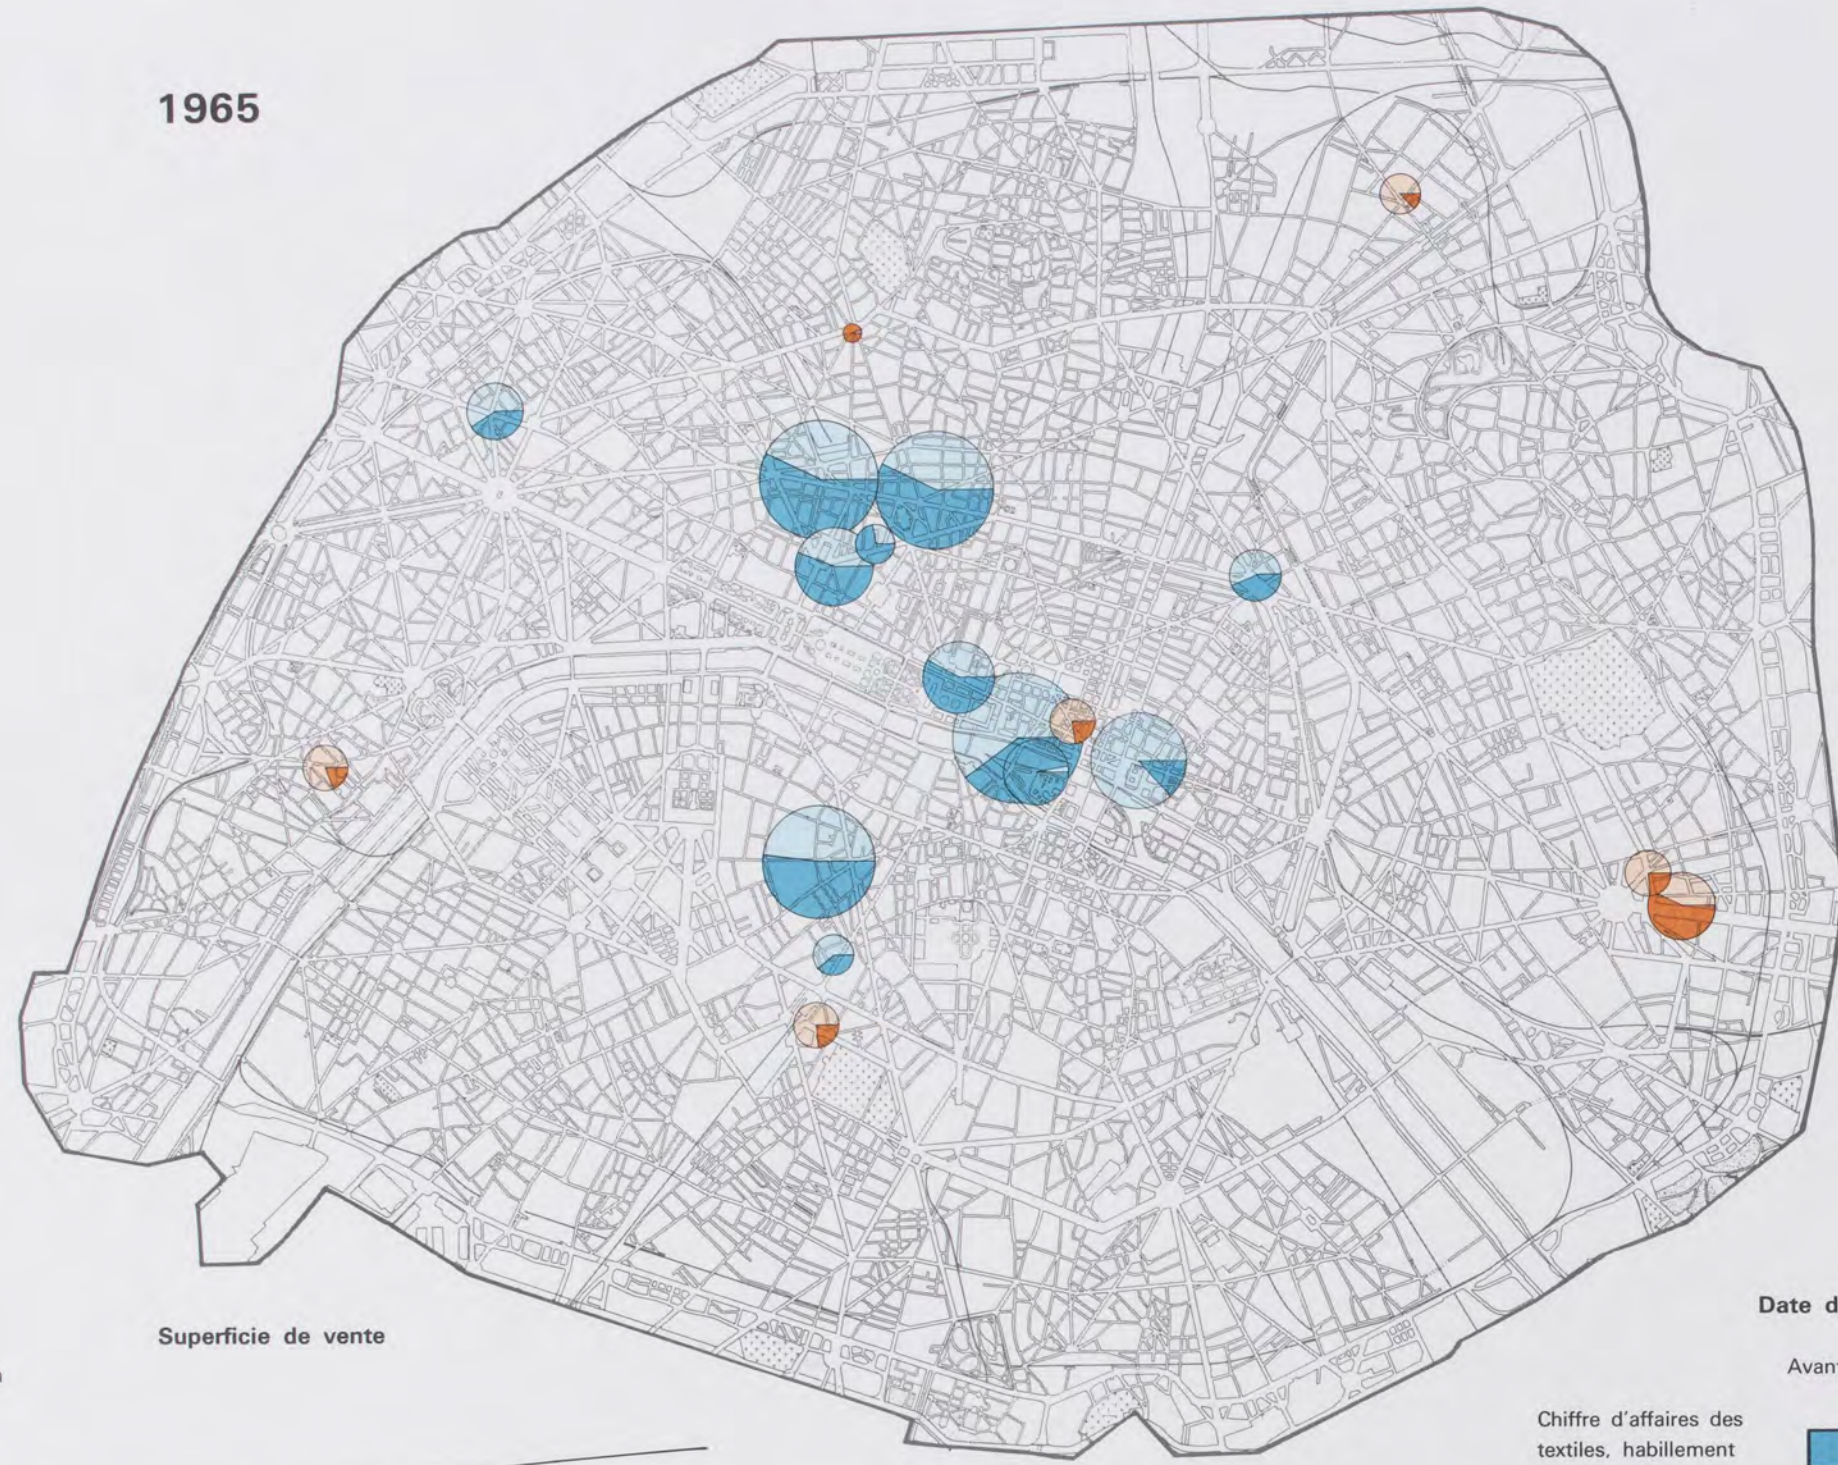 1965
Superficie de vente
Date d
Avant
Chiffre d'affaires des
textiles, habillement